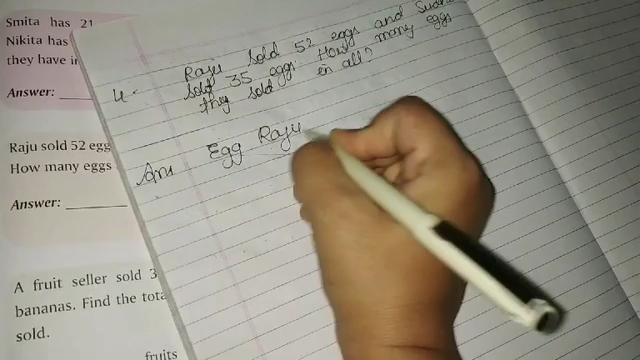 Smita has 21
Nikita has
they have in
Answer:
Raju sold 52 egg
How many eggs
Answer:
A fruit seller sold 3
bananas. Find the tota
sold.
fruits
4. Raju sold 52 eggs and
sold 35 eggs. How many eggs
they sold in all?
Ans Egg Raju